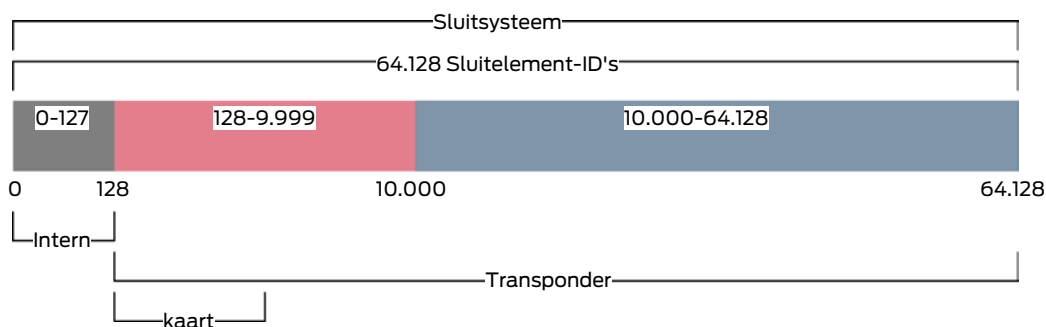 Sluitsysteem
64.128 Sluitelement-ID's
0-127 128-9.999 10.000-64.128
0 128 10.000 64.128
Intern
Transponder
kaart